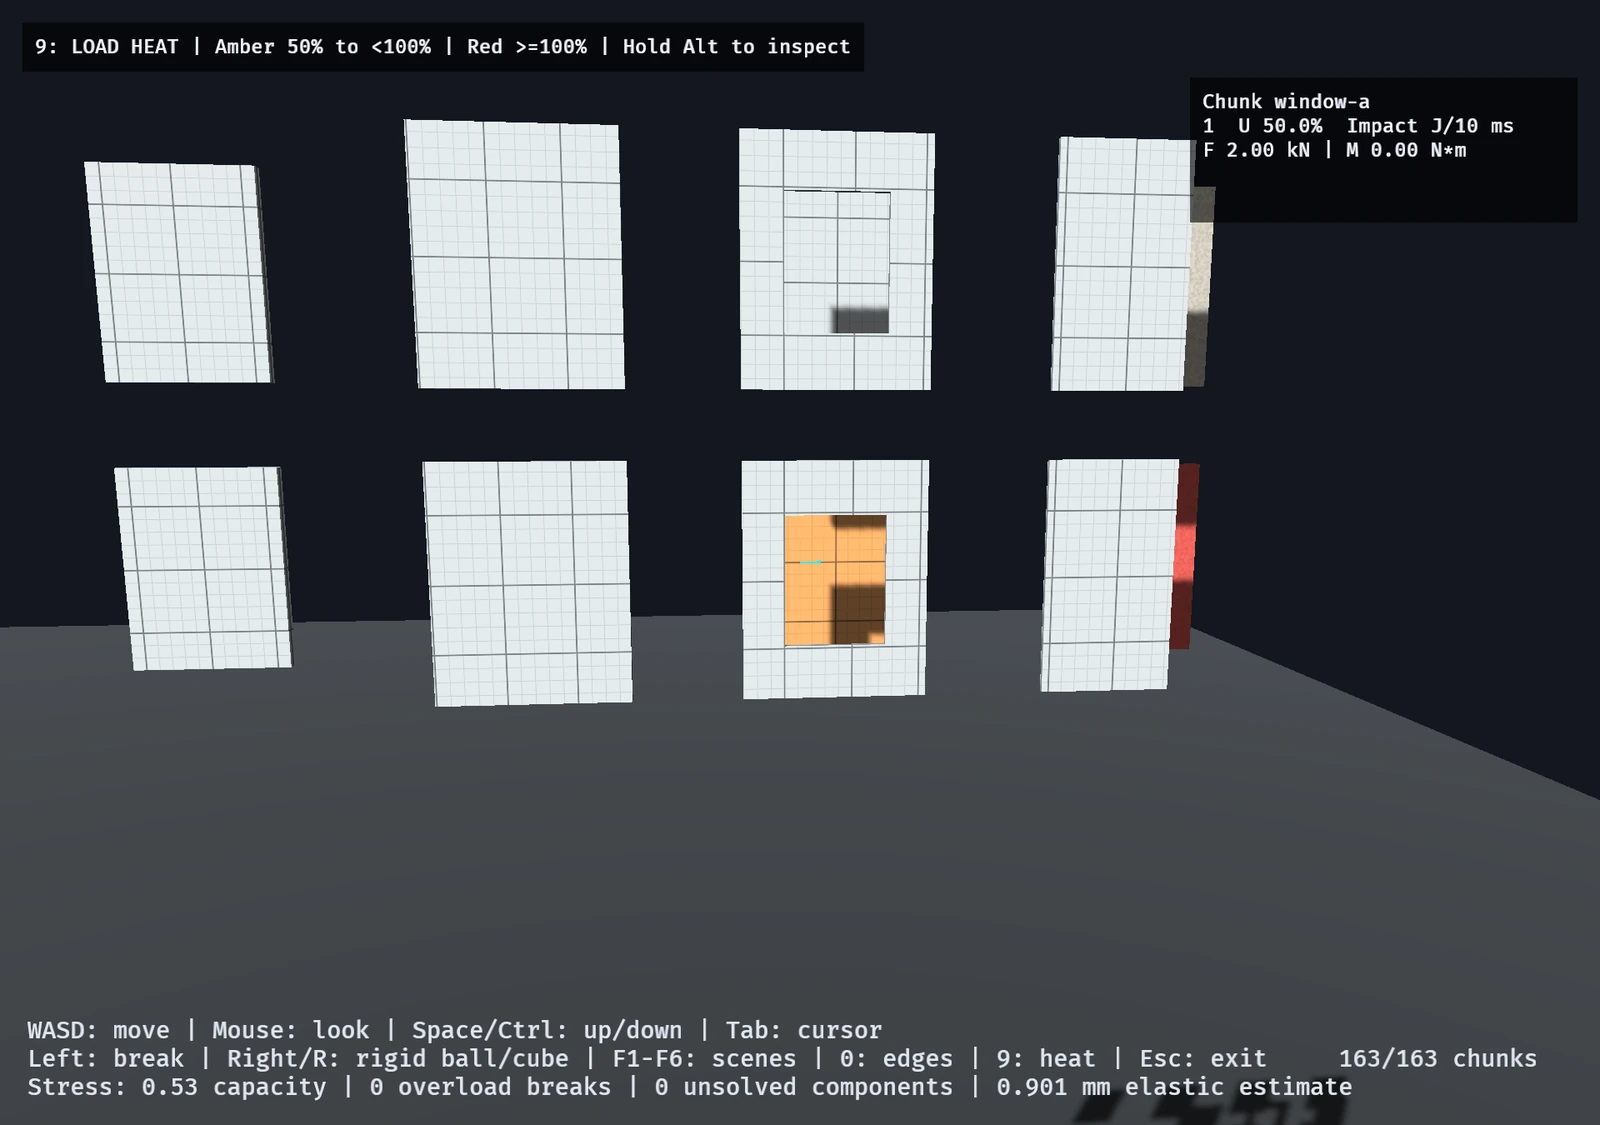 9: LOAD HEAT | Amber 50% to <100% | Red >=100% | Hold Alt to inspect
Chunk window-a
1  U 50.0%  Impact J/10 ms
F 2.00 kN | M 0.00 N*m
WASD: move | Mouse: look | Space/Ctrl: up/down | Tab: cursor
Left: break | Right/R: rigid ball/cube | F1-F6: scenes | 0: edges | 9: heat | Esc: exit     163/163 chunks
Stress: 0.53 capacity | 0 overload breaks | 0 unsolved components | 0.901 mm elastic estimate